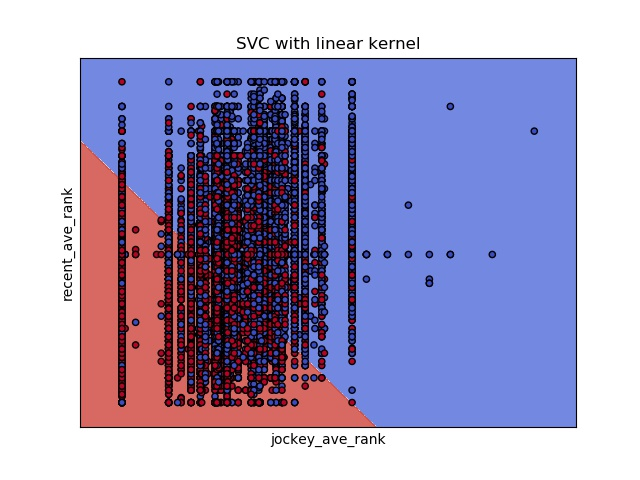 SVC with linear kernel
recent_ave_rank
jockey_ave_rank